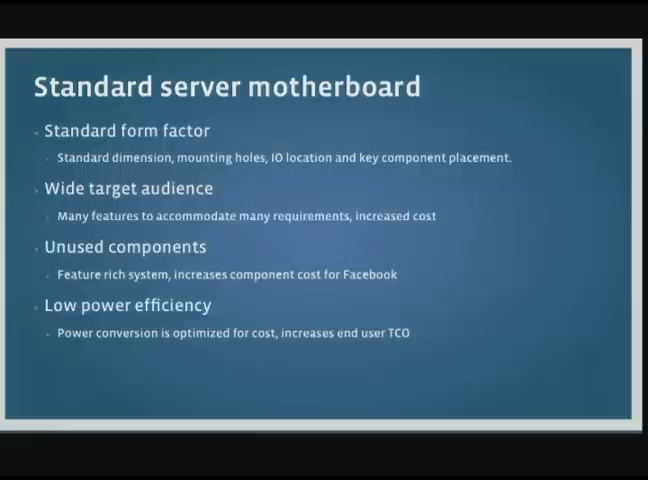 Standard server motherboard
Standard form factor
Standard dimension, mounting holes, IO location and key component placement.
Wide target audience
Many features to accommodate many requirements, increased cost
Unused components
Feature rich system, increases component cost for Facebook
Low power efficiency
Power conversion is optimized for cost, increases end user TCO